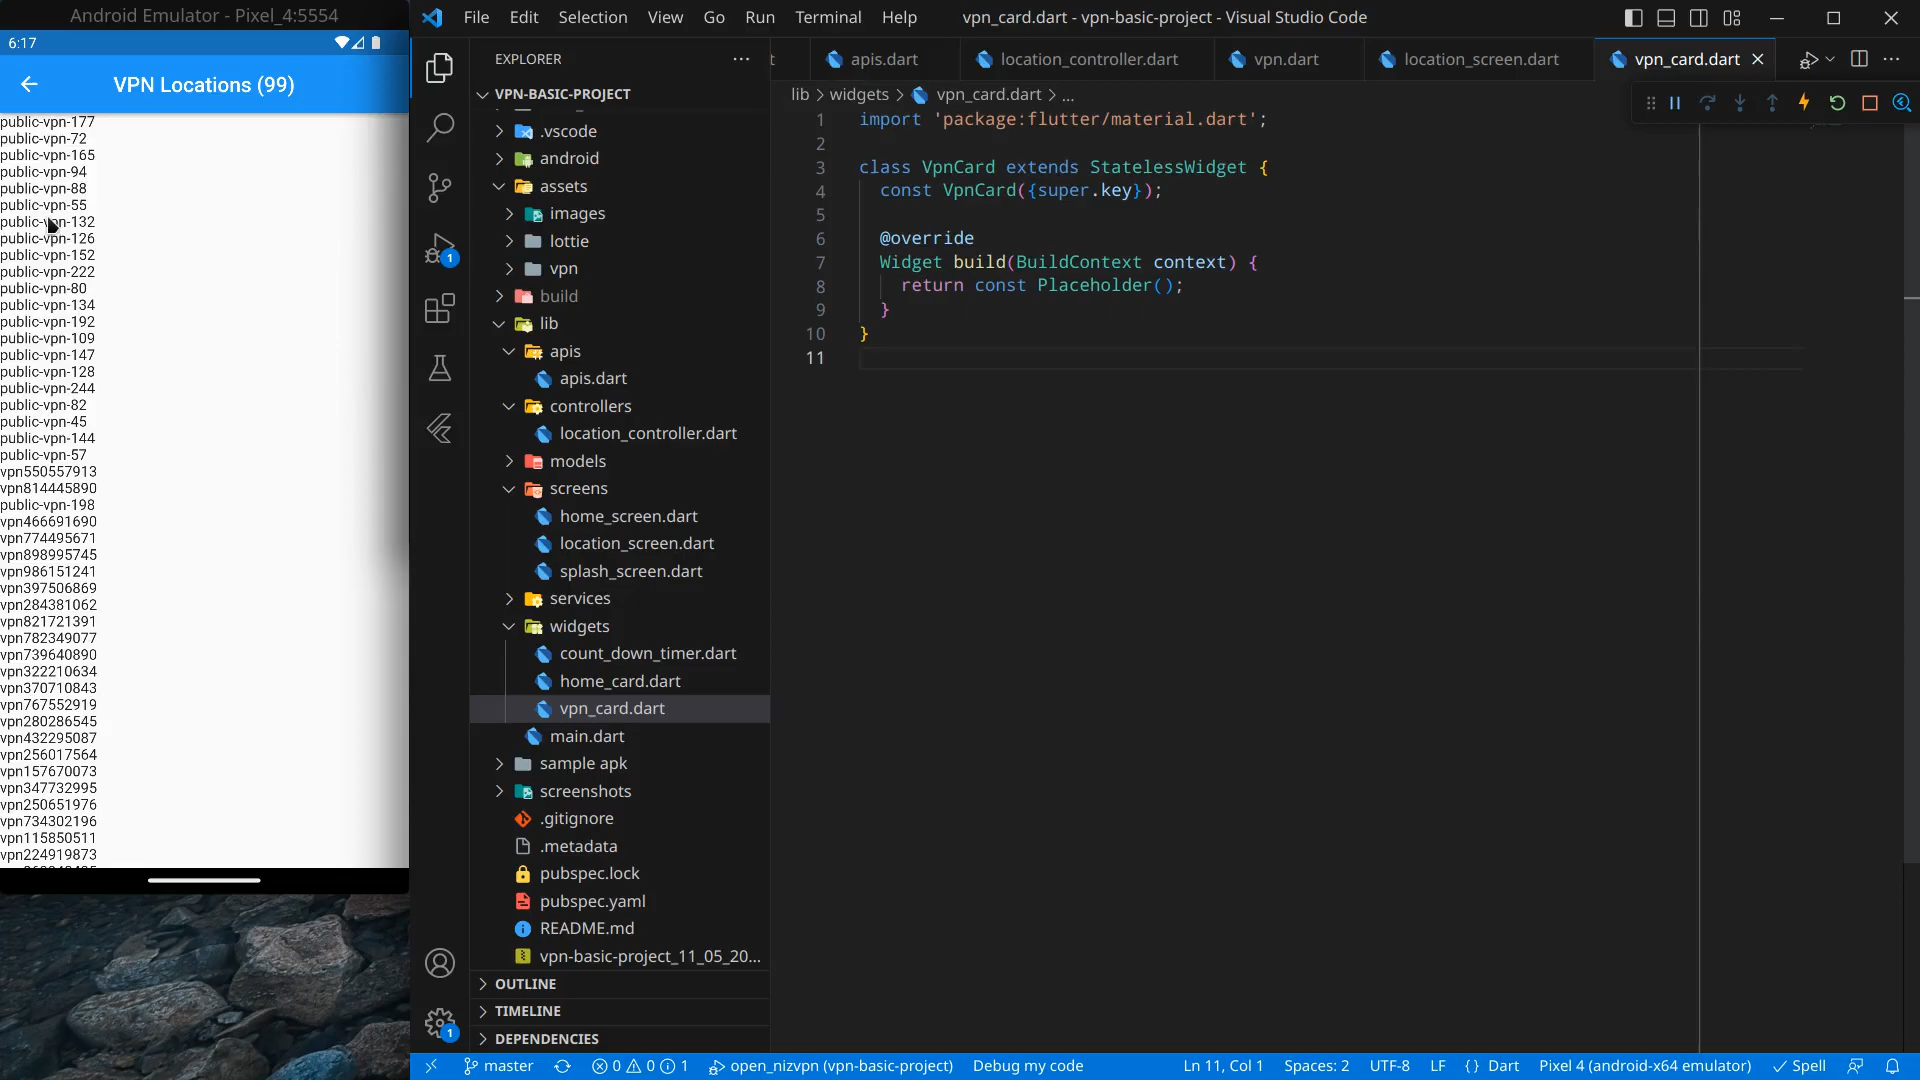 Android Emulator - Pixel_4:5554
6:17
VPN Locations (99)
public-vpn-177
public-vpn-72
public-vpn-165
public-vpn-94
public-vpn-88
public-vpn-55
public-vpn-132
public-vpn-126
public-vpn-152
public-vpn-222
public-vpn-80
public-vpn-134
public-vpn-192
public-vpn-109
public-vpn-147
public-vpn-128
public-vpn-244
public-vpn-82
public-vpn-45
public-vpn-144
public-vpn-57
vpn550557913
vpn814445890
public-vpn-198
vpn466691690
vpn774495671
vpn898995745
vpn986151241
vpn397506869
vpn284381062
vpn821721391
vpn782349077
vpn739640890
vpn322210634
vpn370710843
vpn767552919
vpn280286545
vpn432295087
vpn256017564
vpn157670073
vpn347732995
vpn250651976
vpn734302196
vpn115850511
vpn224919873
File Edit Selection View Go Run Terminal Help
vpn_card.dart - vpn-basic-project - Visual Studio Code
EXPLORER
VPN-BASIC-PROJECT
.vscode
android
assets
images
lottie
vpn
build
lib
apis
apis.dart
controllers
location_controller.dart
models
screens
home_screen.dart
location_screen.dart
splash_screen.dart
services
widgets
count_down_timer.dart
home_card.dart
vpn_card.dart
main.dart
sample apk
screenshots
.gitignore
.metadata
pubspec.lock
pubspec.yaml
README.md
vpn-basic-project_11_05_20...
OUTLINE
TIMELINE
DEPENDENCIES
1
1
t apis.dart location_controller.dart vpn.dart location_screen.dart vpn_card.dart
lib > widgets > vpn_card.dart > ...
1 import 'package:flutter/material.dart';
2
3 class VpnCard extends StatelessWidget {
4 const VpnCard({super.key});
5
6 @override
7 Widget build(BuildContext context) {
8 return const Placeholder();
9 }
10 }
11
master 0 0 1 open_nizvpn (vpn-basic-project) Debug my code Ln 11, Col 1 Spaces: 2 UTF-8 LF {} Dart Pixel 4 (android-x64 emulator) Spell